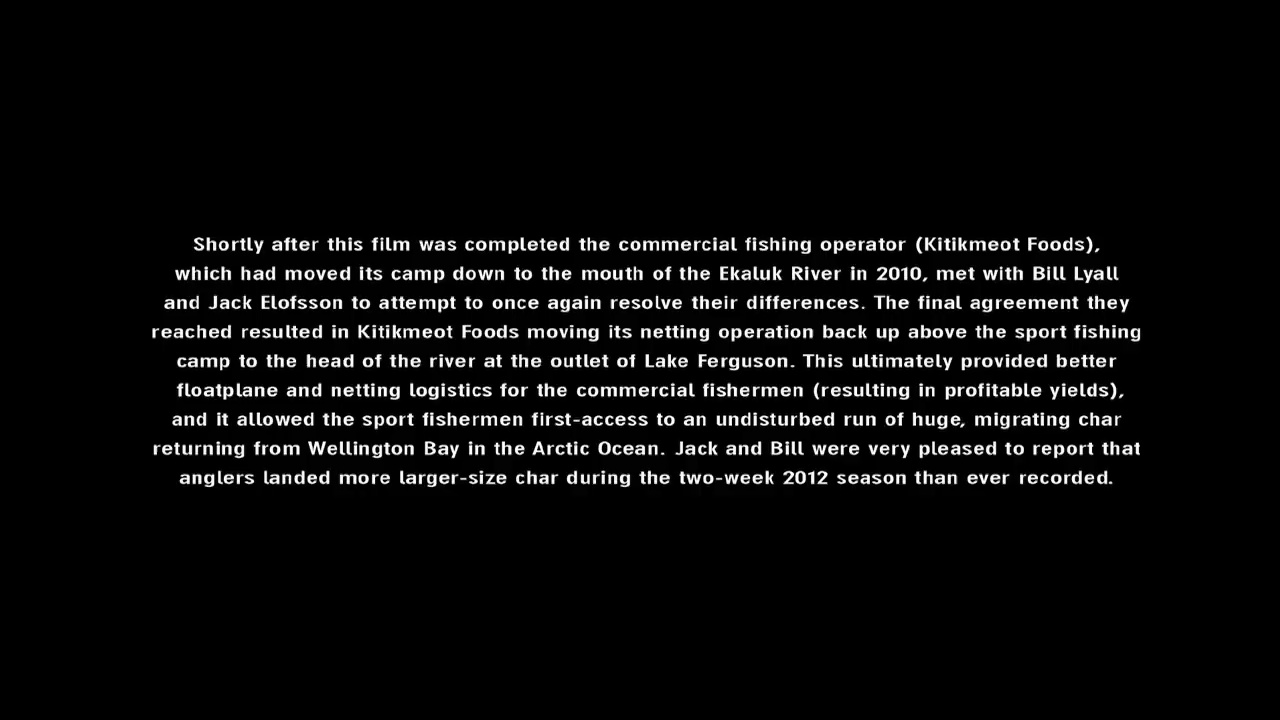 Shortly after this film was completed the commercial fishing operator (Kitikmeot Foods),
which had moved its camp down to the mouth of the Ekaluk River in 2010, met with Bill Lyall
and Jack Elofsson to attempt to once again resolve their differences. The final agreement they
reached resulted in Kitikmeot Foods moving its netting operation back up above the sport fishing
camp to the head of the river at the outlet of Lake Ferguson. This ultimately provided better
floatplane and netting logistics for the commercial fishermen (resulting in profitable yields),
and it allowed the sport fishermen first-access to an undisturbed run of huge, migrating char
returning from Wellington Bay in the Arctic Ocean. Jack and Bill were very pleased to report that
anglers landed more larger-size char during the two-week 2012 season than ever recorded.